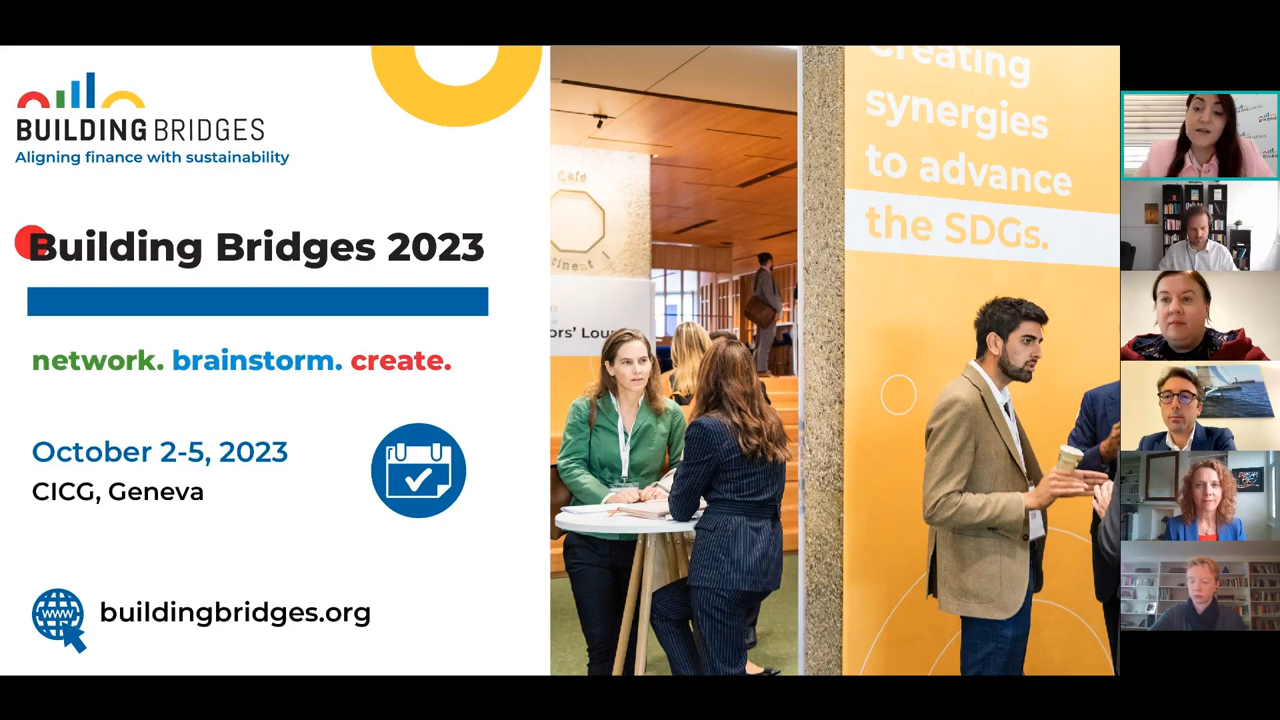 BUILDING BRIDGES
Aligning finance with sustainability
Building Bridges 2023
network. brainstorm. create.
October 2-5, 2023
CICG, Geneva
www
buildingbridges.org
Café
Creating
synergies
to advance
the SDGs.